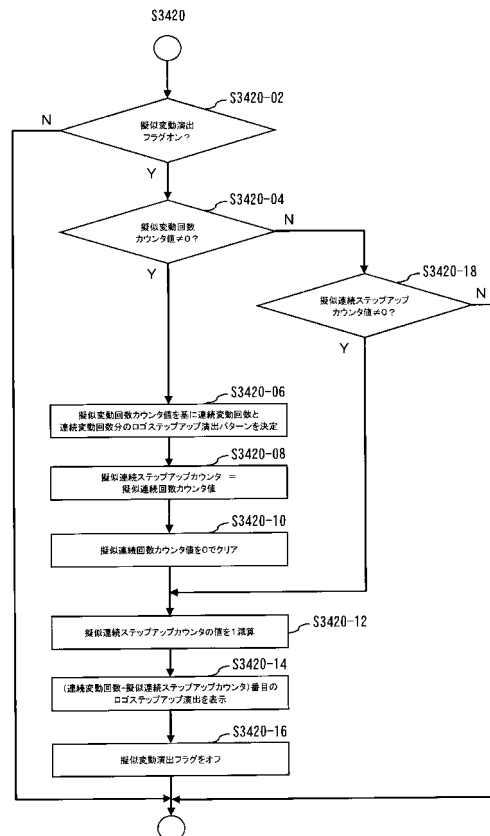 S3420
S3420-02
擬似変動演出
フラグオン？
N
Y
S3420-04
擬似変動回数
カウンタ値≠0？
N
Y
S3420-18
擬似連続ステップアップ
カウンタ値≠0？
N
Y
S3420-06
擬似変動回数カウンタ値を基に連続変動回数と
連続変動回数分のロゴステップアップ演出パターンを決定
S3420-08
擬似連続ステップアップカウンタ ＝
擬似連続回数カウンタ値
S3420-10
擬似連続回数カウンタ値を0でクリア
擬似連続ステップアップカウンタの値を1減算
S3420-12
S3420-14
(連続変動回数-擬似連続ステップアップカウンタ)番目の
ロゴステップアップ演出を表示
S3420-16
擬似変動演出フラグをオフ